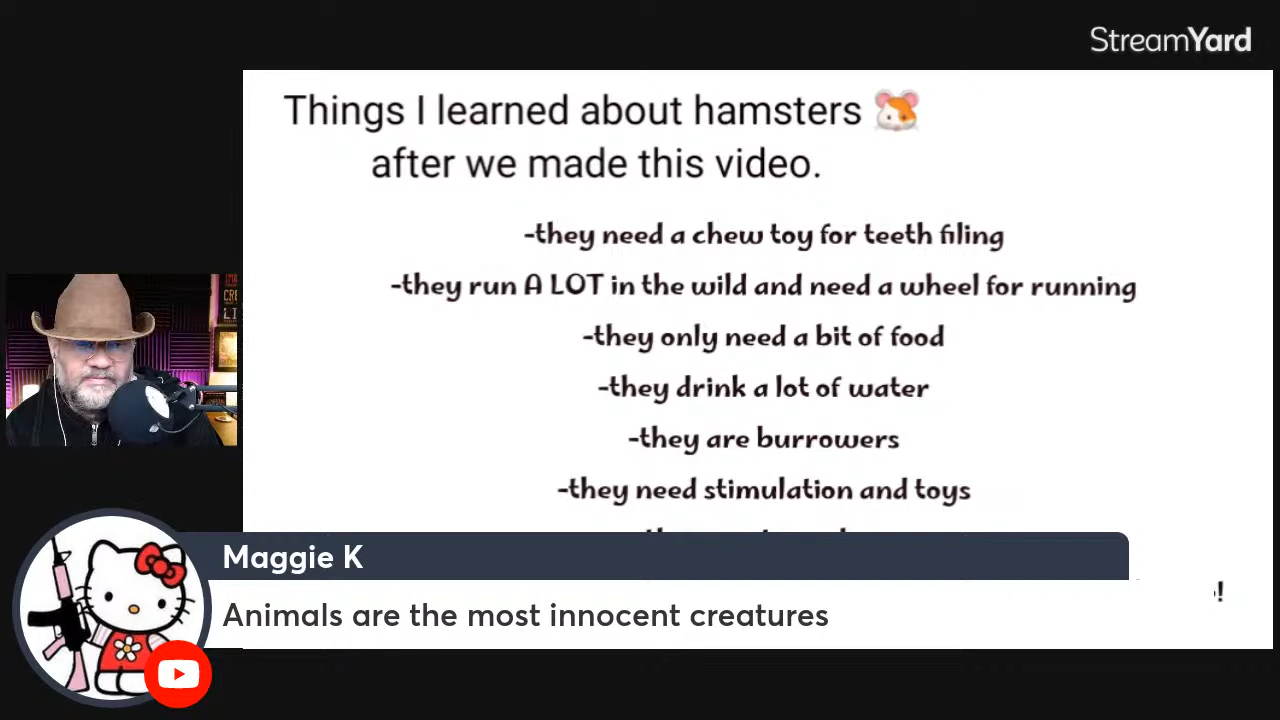 StreamYard
Things I learned about hamsters 🐹
after we made this video.
-they need a chew toy for teeth filing
-they run A LOT in the wild and need a wheel for running
-they only need a bit of food
-they drink a lot of water
-they are burrowers
-they need stimulation and toys
Maggie K
Animals are the most innocent creatures